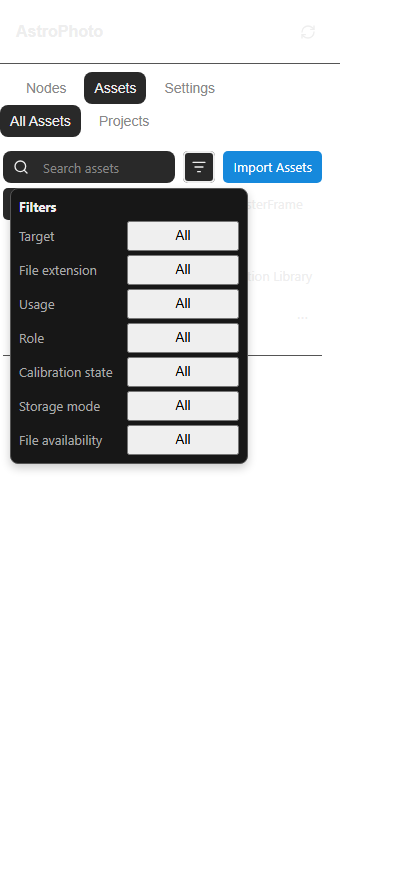 AstroPhoto
Nodes Assets Settings
All Assets Projects
Search assets Import Assets
Filters
Target All
File extension All
Usage All
Role All
Calibration state All
Storage mode All
File availability All
Library
...